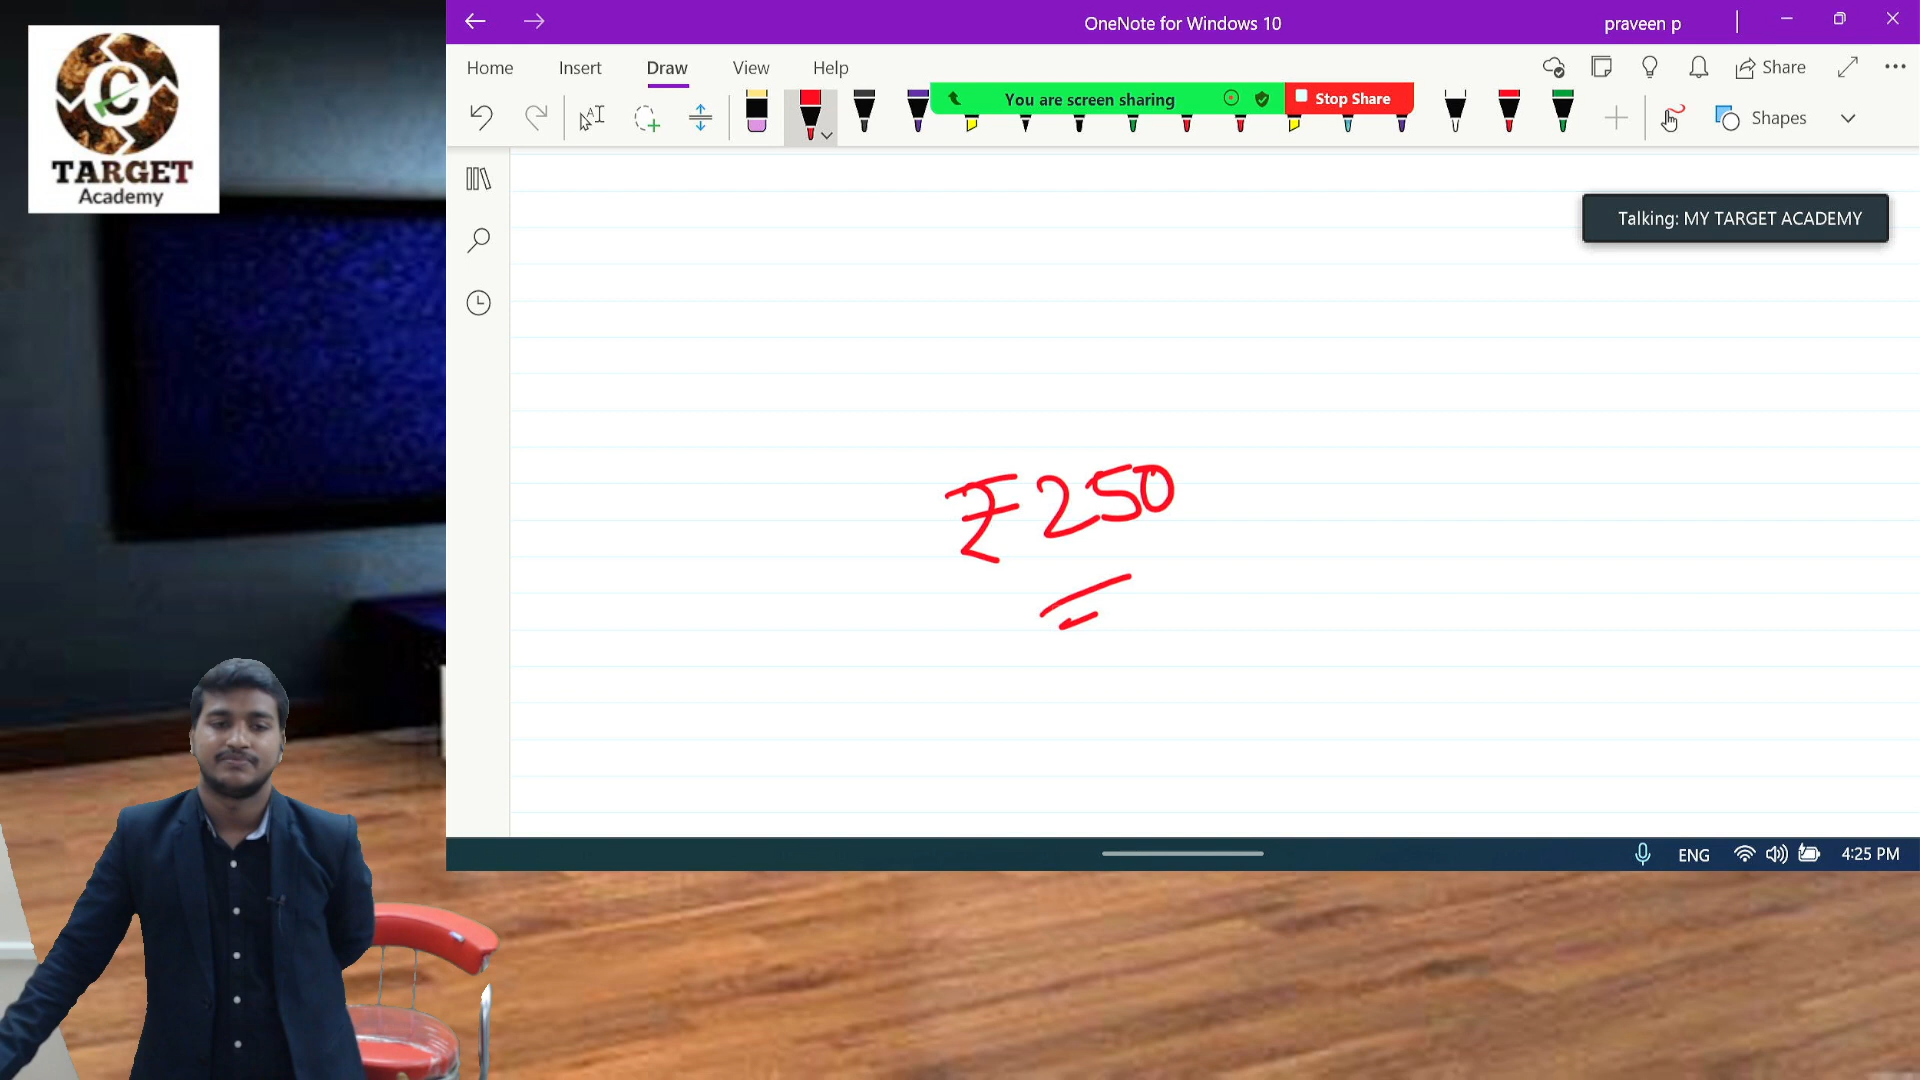 OneNote for Windows 10
praveen p
Home Insert Draw View Help
Share
You are screen sharing
Stop Share
Shapes
TARGET
Academy
Talking: MY TARGET ACADEMY
₹ 250
ENG
4:25 PM